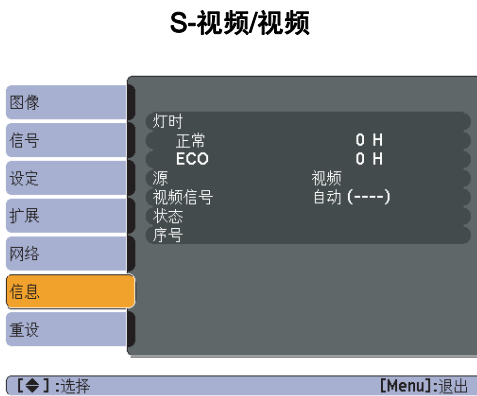 S-视频/视频
图像
信号
设定
扩展
网络
信息
重设
灯时
正常 0 H
ECO 0 H
源 视频
视频信号 自动 (----)
状态
序号
[◆]:选择 [Menu]:退出